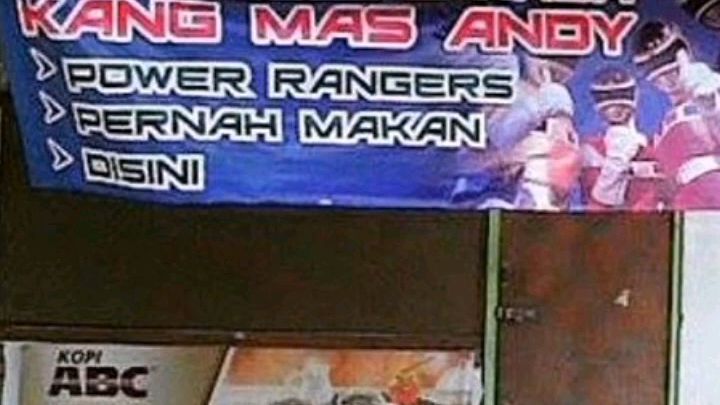 KANG MAS ANDY
POWER RANGERS
PERNAH MAKAN
DISINI
KOPI
ABC